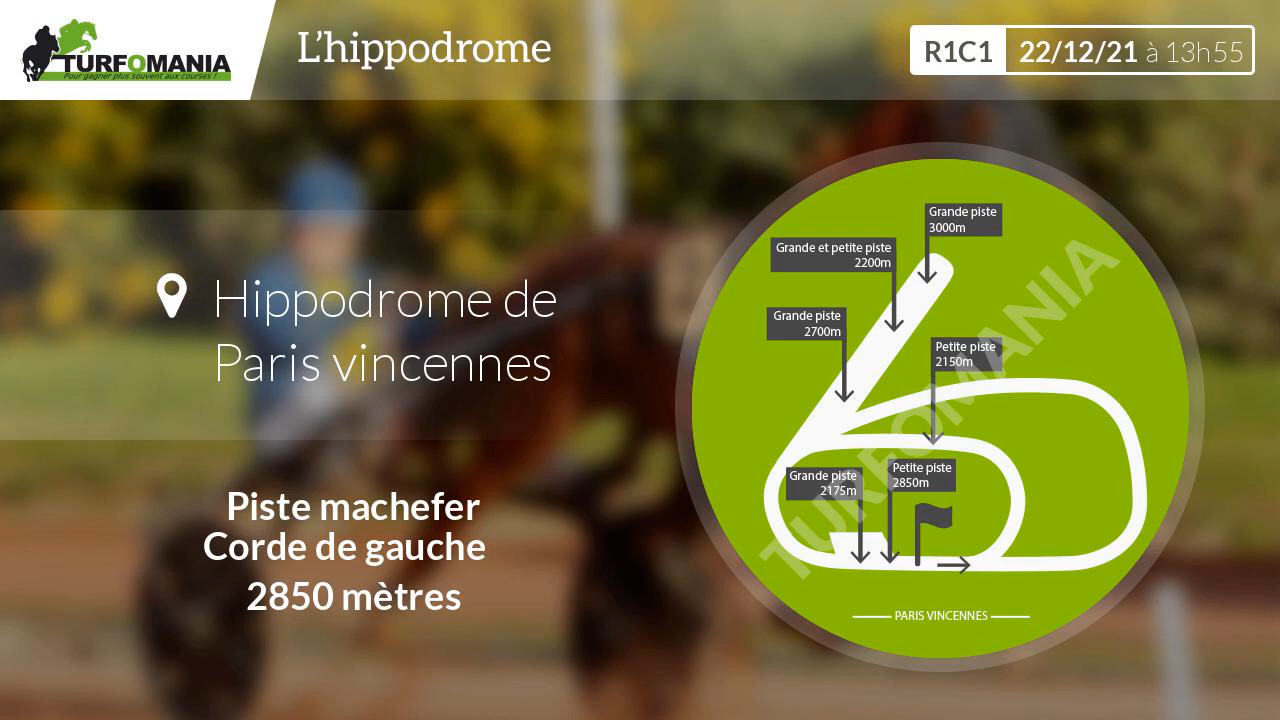 TURFOMANIA
Pour gagner plus souvent aux courses !
L'hippodrome
R1C1 22/12/21 à 13h55
Hippodrome de
Paris vincennes
Piste machefer
Corde de gauche
2850 mètres
Grande piste
3000m
Grande et petite piste
2200m
Grande piste
2700m
Petite piste
2150m
Grande piste
2175m
Petite piste
2850m
TURFOMANIA
PARIS VINCENNES